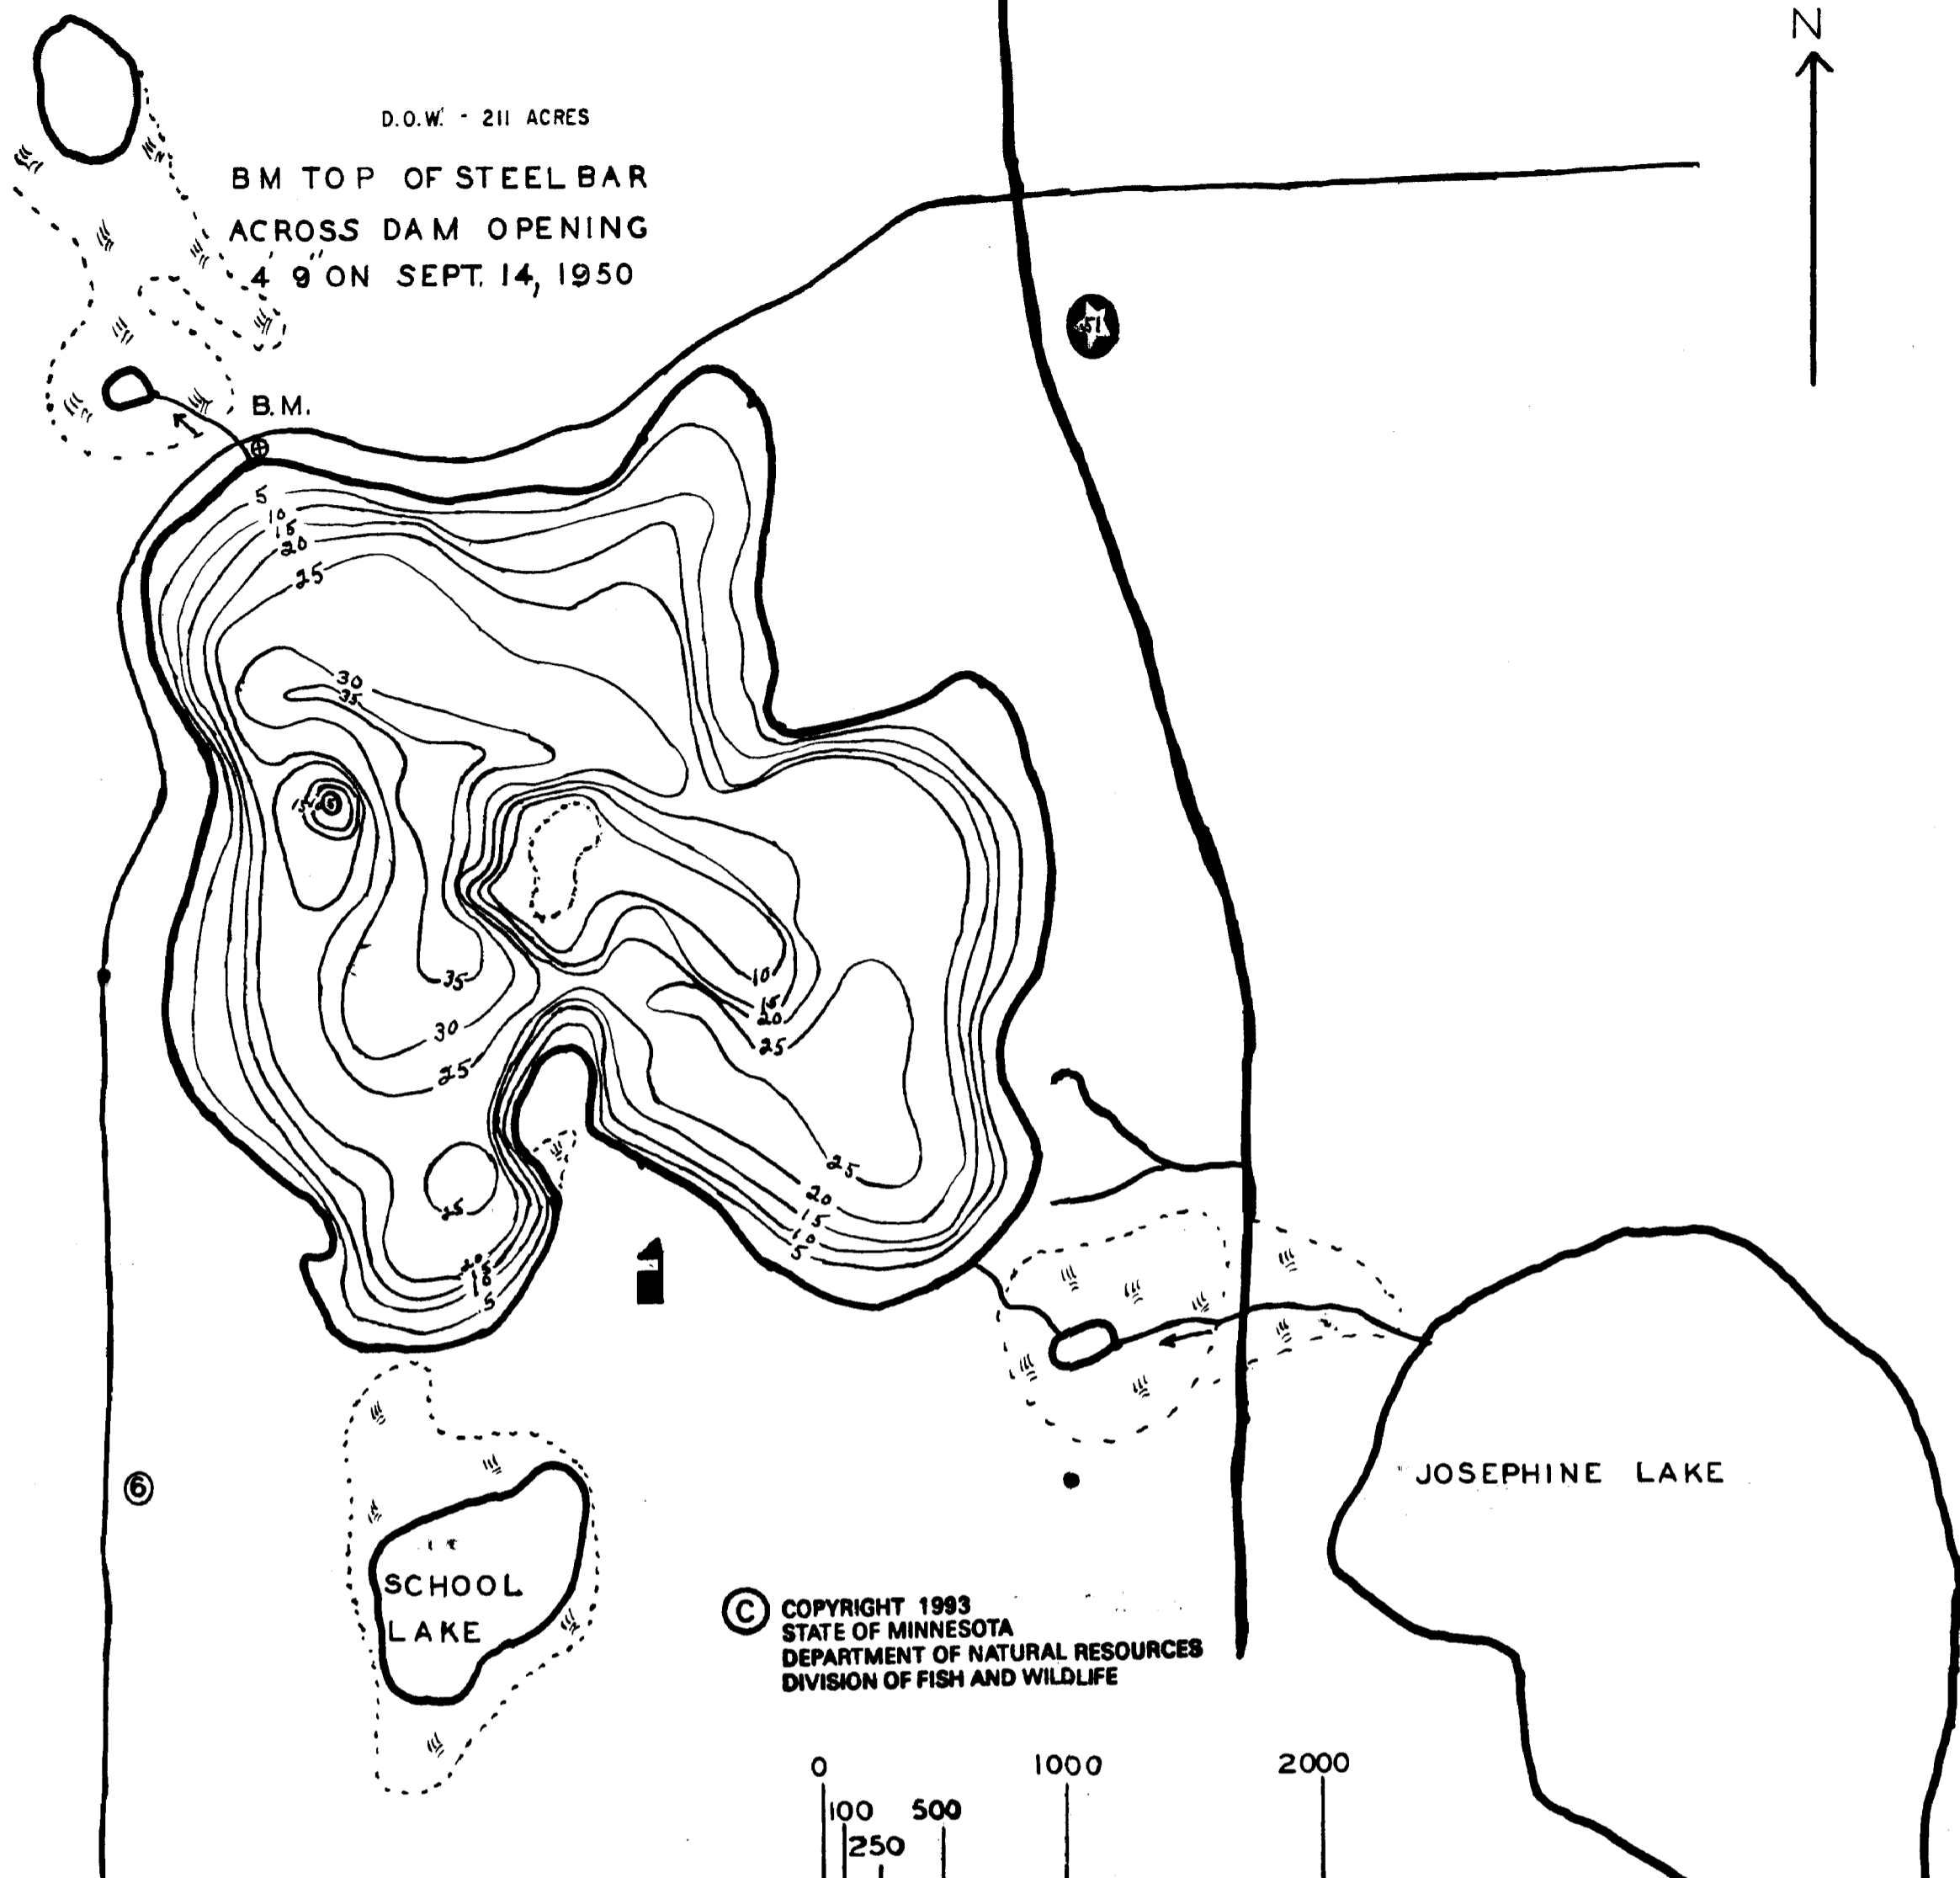 N
D.O.W. - 211 ACRES
BM TOP OF STEEL BAR
ACROSS DAM OPENING
4' 9" ON SEPT. 14, 1950
51
B.M.
5
10
15
20
25
30
35
5
10
15
20
25
35
30
25
25
25
20
15
10
5
5
6
JOSEPHINE LAKE
SCHOOL
LAKE
© COPYRIGHT 1993
STATE OF MINNESOTA
DEPARTMENT OF NATURAL RESOURCES
DIVISION OF FISH AND WILDLIFE
0 1000 2000
100 500
250